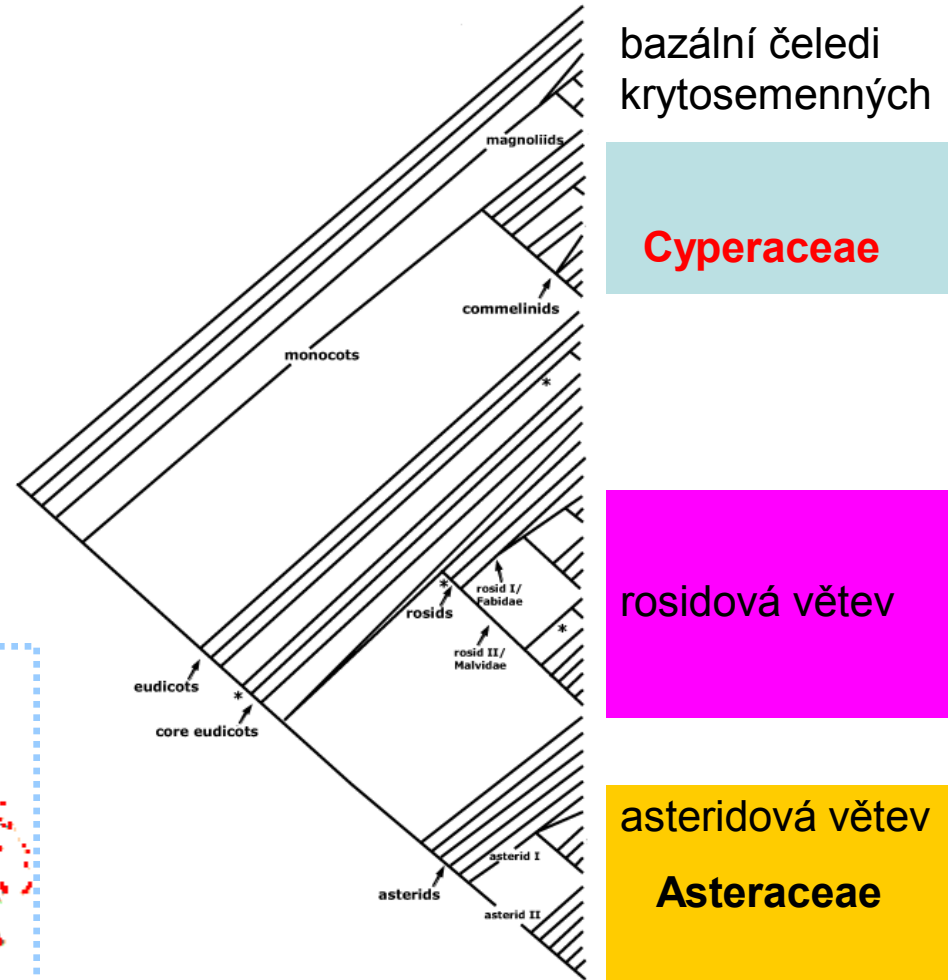 bazální čeledi
krytosemenných
magnoliids
Cyperaceae
commelinids
monocots
*
*
rosid I/
Fabidae
rosids
*
rosidová větev
rosid II/
Malvidae
eudicots
*
core eudicots
asteridová větev
asterid I
asterids
Asteraceae
asterid II